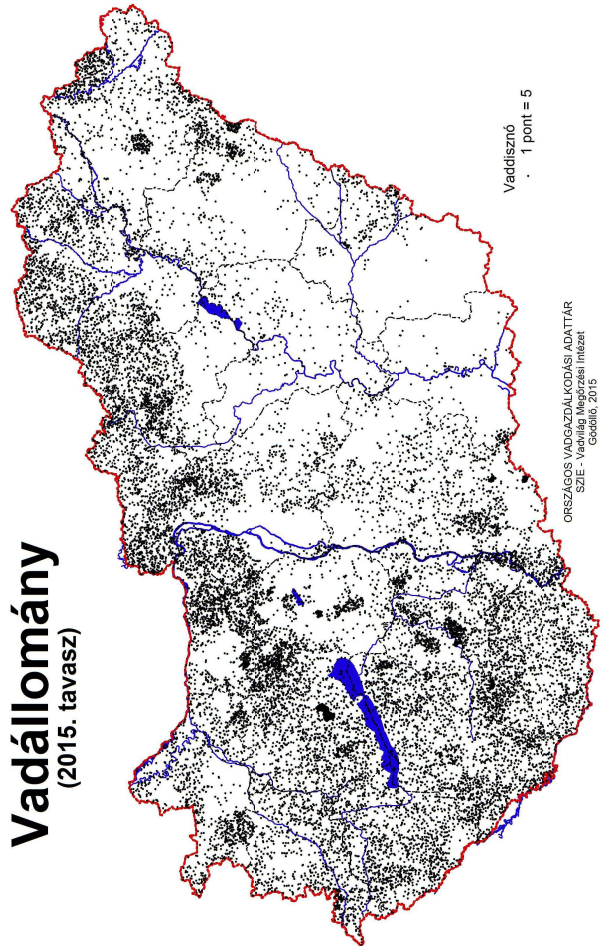 Vadállomány
(2015. tavasz)
Vaddisznó
· 1 pont = 5
ORSZÁGOS VADGAZDÁLKODÁSI ADATTÁR
SZIE - Vadvilág Megőrzési Intézet
Gödöllő, 2015